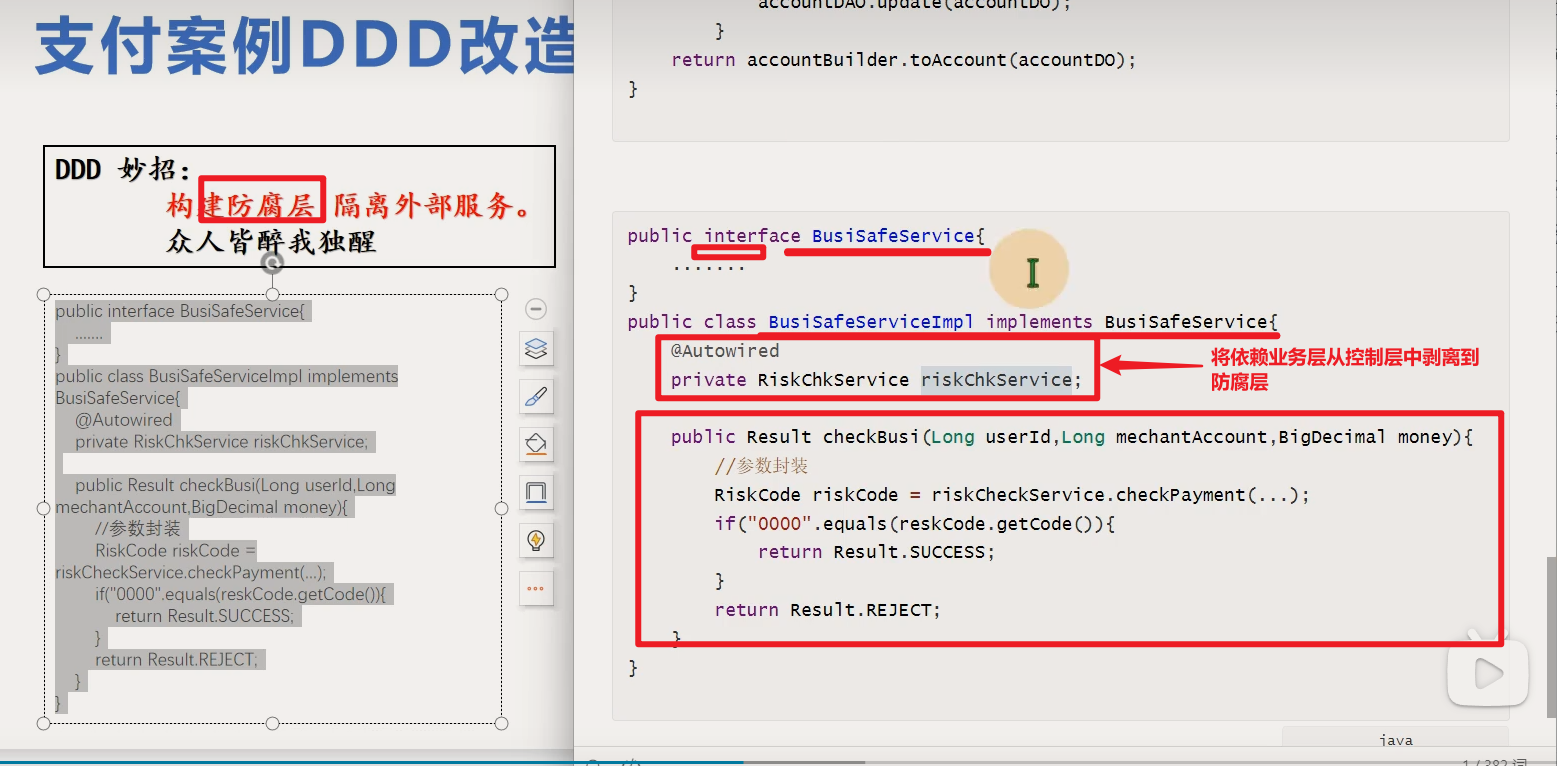 支付案例DDD改造
DDD 妙招：
构建防腐层 隔离外部服务。
众人皆醉我独醒
public interface BusiSafeService{
.......
}
public class BusiSafeServiceImpl implements
BusiSafeService{
@Autowired
private RiskChkService riskChkService;
public Result checkBusi(Long userId,Long
mechantAccount,BigDecimal money){
//参数封装
RiskCode riskCode =
riskCheckService.checkPayment(...);
if("0000".equals(reskCode.getCode()){
return Result.SUCCESS;
}
return Result.REJECT;
}
}
accountDAO.update(accountDO);
}
return accountBuilder.toAccount(accountDO);
}
public interface BusiSafeService{
.......
}
public class BusiSafeServiceImpl implements BusiSafeService{
@Autowired
private RiskChkService riskChkService;
将依赖业务层从控制层中剥离到
防腐层
public Result checkBusi(Long userId,Long mechantAccount,BigDecimal money){
//参数封装
RiskCode riskCode = riskCheckService.checkPayment(...);
if("0000".equals(reskCode.getCode()){
return Result.SUCCESS;
}
return Result.REJECT;
}
}
java
1 / 392 词